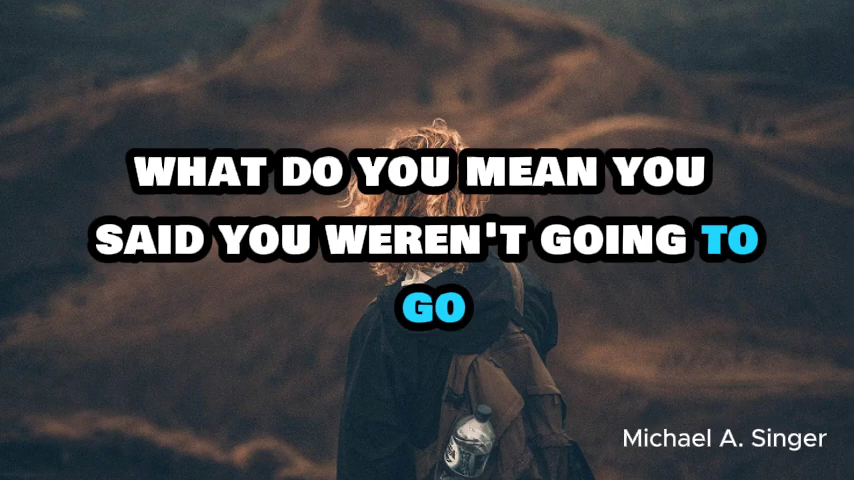 WHAT DO YOU MEAN YOU
SAID YOU WEREN'T GOING TO
GO
Michael A. Singer